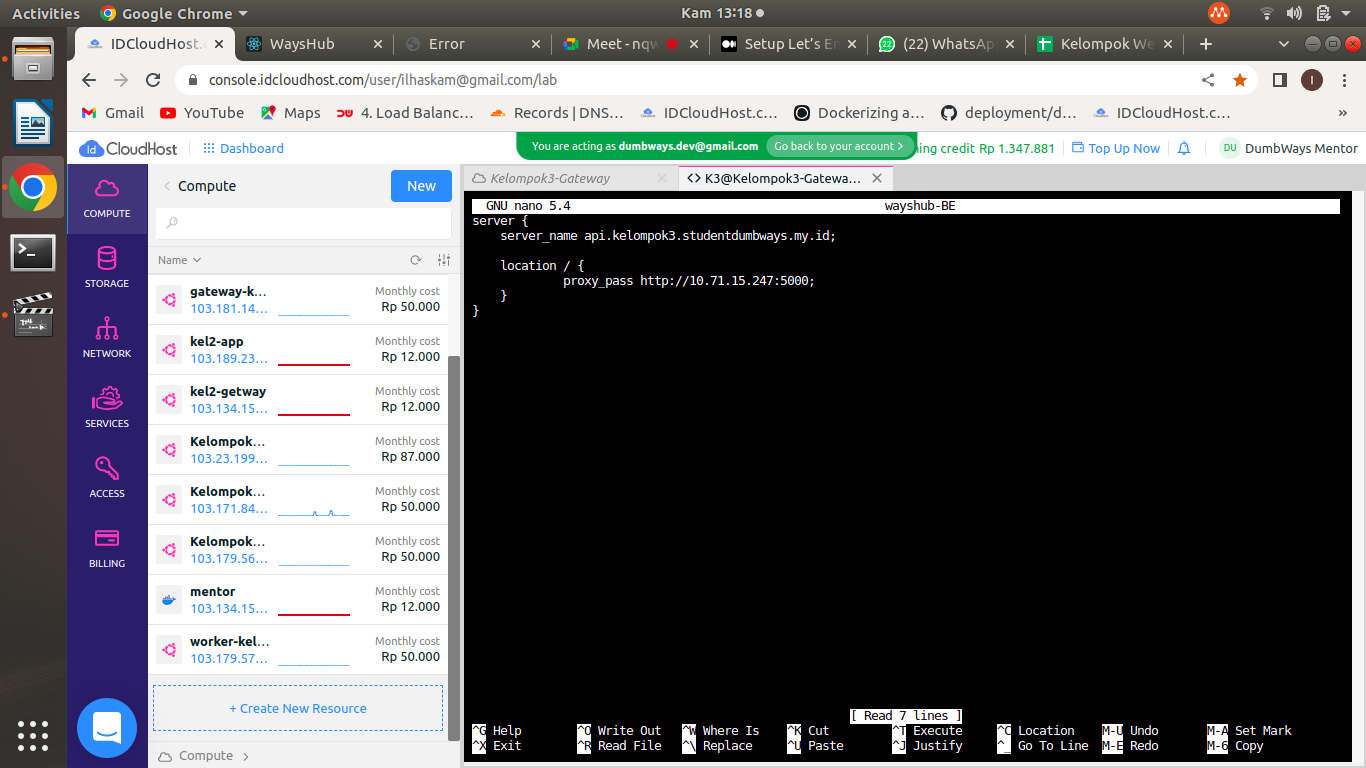 Activities
Google Chrome
Kam 13:18
IDCloudHost.c
WaysHub
Error
Meet - nqw
Setup Let's En
(22) WhatsAp
Kelompok We
console.idcloudhost.com/user/ilhaskam@gmail.com/lab
I
Gmail
YouTube
Maps
4. Load Balanc…
Records | DNS…
IDCloudHost.c…
Dockerizing a…
deployment/d…
IDCloudHost.c…
»
Id CloudHost
Dashboard
You are acting as dumbways.dev@gmail.com
Go back to your account >
ning credit Rp 1.347.881
Top Up Now
DU
DumbWays Mentor
COMPUTE
STORAGE
NETWORK
SERVICES
ACCESS
BILLING
Compute
New
Name
gateway-k…
103.181.14…
Monthly cost
Rp 50.000
kel2-app
103.189.23…
Monthly cost
Rp 12.000
kel2-getway
103.134.15…
Monthly cost
Rp 12.000
Kelompok…
103.23.199…
Monthly cost
Rp 87.000
Kelompok…
103.171.84…
Monthly cost
Rp 50.000
Kelompok…
103.179.56…
Monthly cost
Rp 50.000
mentor
103.134.15…
Monthly cost
Rp 12.000
worker-kel…
103.179.57…
Monthly cost
Rp 50.000
+ Create New Resource
Compute >
Kelompok3-Gateway
<> K3@Kelompok3-Gatewa…
GNU nano 5.4 wayshub-BE
server {
server_name api.kelompok3.studentdumbways.my.id;
location / {
proxy_pass http://10.71.15.247:5000;
}
}
[ Read 7 lines ]
^G Help ^O Write Out ^W Where Is ^K Cut ^T Execute ^C Location M-U Undo M-A Set Mark
^X Exit ^R Read File ^\ Replace ^U Paste ^J Justify ^_ Go To Line M-E Redo M-6 Copy